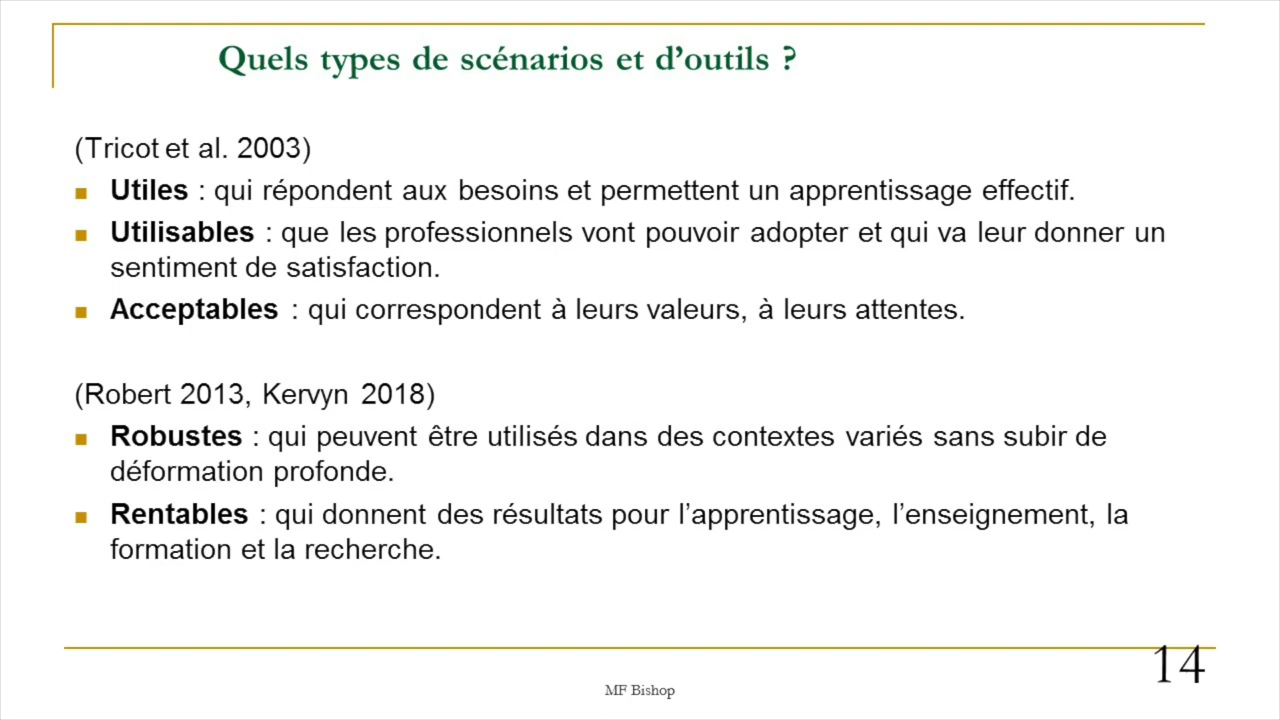 Quels types de scénarios et d’outils ?
(Tricot et al. 2003)
Utiles : qui répondent aux besoins et permettent un apprentissage effectif.
Utilisables : que les professionnels vont pouvoir adopter et qui va leur donner un
sentiment de satisfaction.
Acceptables : qui correspondent à leurs valeurs, à leurs attentes.
(Robert 2013, Kervyn 2018)
Robustes : qui peuvent être utilisés dans des contextes variés sans subir de
déformation profonde.
Rentables : qui donnent des résultats pour l’apprentissage, l’enseignement, la
formation et la recherche.
14
MF Bishop